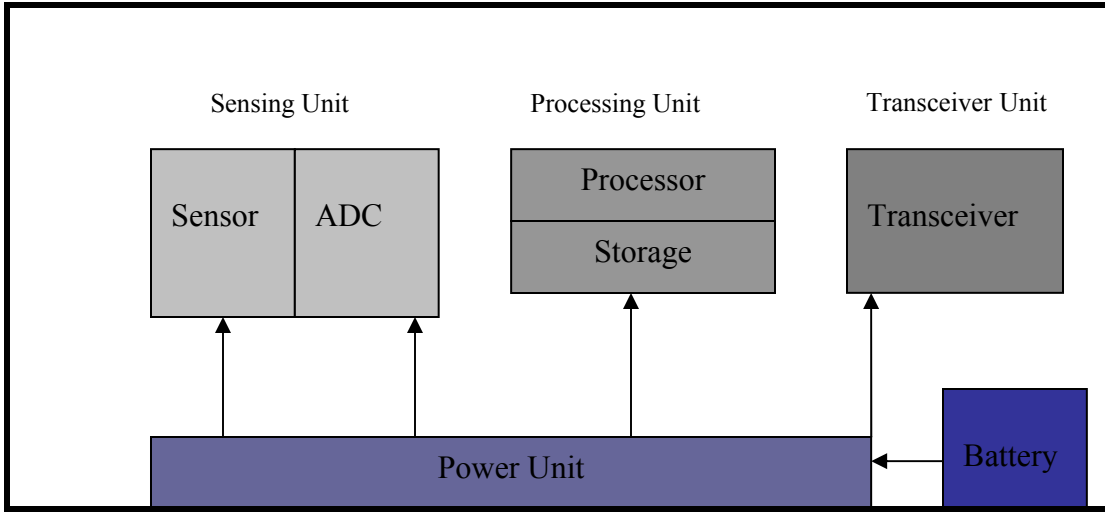 Sensing Unit
Processing Unit
Transceiver Unit
Sensor
ADC
Processor
Storage
Transceiver
Power Unit
Battery